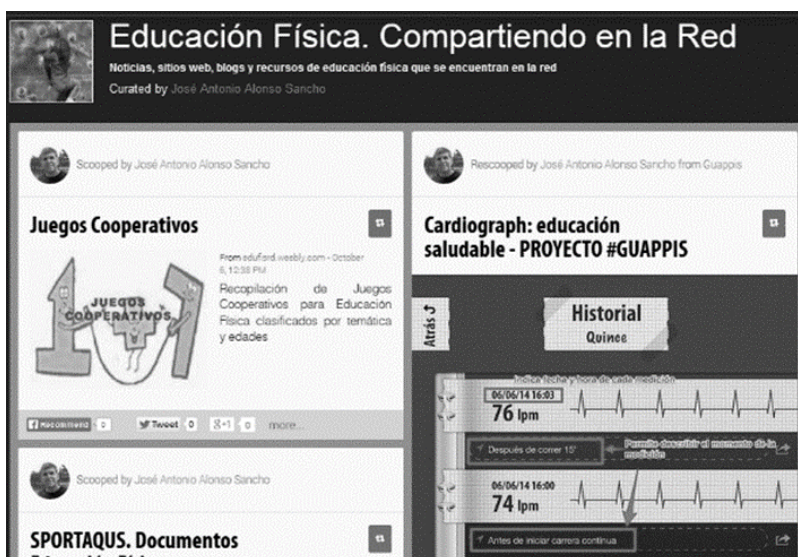 Educación Física. Compartiendo en la Red
Noticias, sitios web, blogs y recursos de educación física que se encuentran en la red
Curated by José Antonio Alonso Sancho
Scooped by José Antonio Alonso Sancho
Juegos Cooperativos
JUEGOS
COOPERATIVOS
From eduford.weebly.com - October
6, 12:38 PM
Recopilación de Juegos
Cooperativos para Educación
Física clasificados por temática
y edades
Recommend 0
Tweet 0
g+1 0
more...
Scooped by José Antonio Alonso Sancho
SPORTAQUS. Documentos
Rescooped by José Antonio Alonso Sancho from Guappis
Cardiograph: educación
saludable - PROYECTO #GUAPPIS
Atrás
Historial
Quince
Indica fecha y hora de cada medición
06/06/14 16:03
76 lpm
Después de correr 15'
Permite describir el momento de la
medición
06/06/14 16:00
74 lpm
Antes de iniciar carrera continua